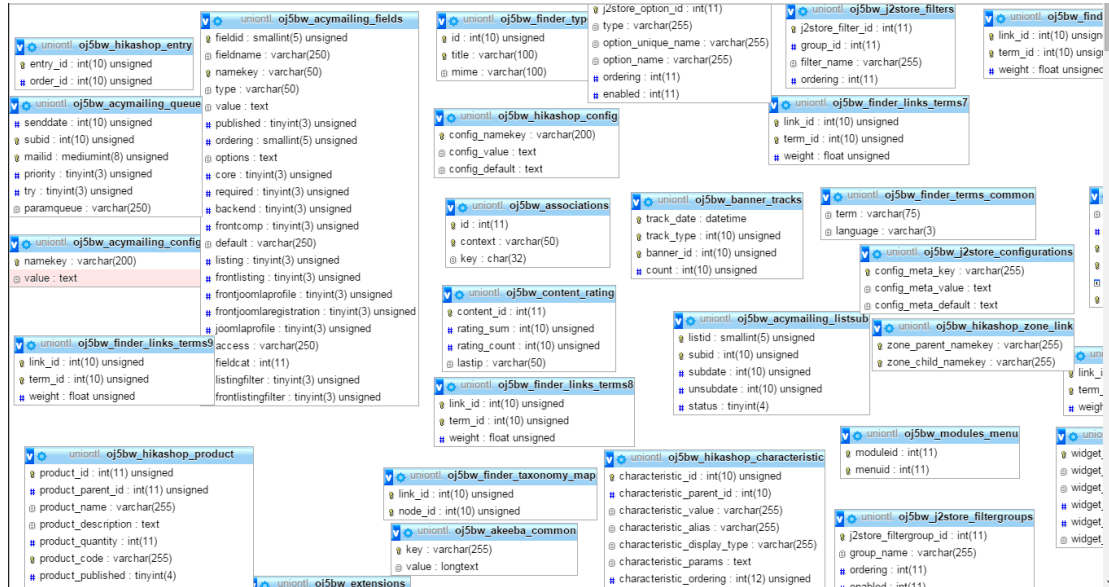 uniontl oj5bw_hikashop_entry
entry_id : int(10) unsigned
order_id : int(10) unsigned
uniontl oj5bw_acymailing_queue
senddate : int(10) unsigned
subid : int(10) unsigned
mailid : mediumint(8) unsigned
priority : tinyint(3) unsigned
try : tinyint(3) unsigned
paramqueue : varchar(250)
uniontl oj5bw_acymailing_config
namekey : varchar(200)
value : text
uniontl oj5bw_finder_links_terms9
link_id : int(10) unsigned
term_id : int(10) unsigned
weight : float unsigned
uniontl oj5bw_acymailing_fields
fieldid : smallint(5) unsigned
fieldname : varchar(250)
namekey : varchar(50)
type : varchar(50)
value : text
published : tinyint(3) unsigned
ordering : smallint(5) unsigned
options : text
core : tinyint(3) unsigned
required : tinyint(3) unsigned
backend : tinyint(3) unsigned
frontcomp : tinyint(3) unsigned
default : varchar(250)
listing : tinyint(3) unsigned
frontlisting : tinyint(3) unsigned
frontjoomlaprofile : tinyint(3) unsigned
frontjoomlaregistration : tinyint(3) unsigned
joomlaprofile : tinyint(3) unsigned
access : varchar(250)
fieldcat : int(11)
listingfilter : tinyint(3) unsigned
frontlistingfilter : tinyint(3) unsigned
uniontl oj5bw_finder_typ
id : int(10) unsigned
title : varchar(100)
mime : varchar(100)
j2store_option_id : int(11)
type : varchar(255)
option_unique_name : varchar(255)
option_name : varchar(255)
ordering : int(11)
enabled : int(11)
uniontl oj5bw_j2store_filters
j2store_filter_id : int(11)
group_id : int(11)
filter_name : varchar(255)
ordering : int(11)
uniontl oj5bw_find
link_id : int(10) unsign
term_id : int(10) unsig
weight : float unsigned
uniontl oj5bw_finder_links_terms7
link_id : int(10) unsigned
term_id : int(10) unsigned
weight : float unsigned
uniontl oj5bw_hikashop_config
config_namekey : varchar(200)
config_value : text
config_default : text
uniontl oj5bw_associations
id : int(11)
context : varchar(50)
key : char(32)
uniontl oj5bw_banner_tracks
track_date : datetime
track_type : int(10) unsigned
banner_id : int(10) unsigned
count : int(10) unsigned
uniontl oj5bw_finder_terms_common
term : varchar(75)
language : varchar(3)
uniontl oj5bw_j2store_configurations
config_meta_key : varchar(255)
config_meta_value : text
config_meta_default : text
uniontl oj5bw_content_rating
content_id : int(11)
rating_sum : int(10) unsigned
rating_count : int(10) unsigned
lastip : varchar(50)
uniontl oj5bw_acymailing_listsub
listid : smallint(5) unsigned
subid : int(10) unsigned
subdate : int(10) unsigned
unsubdate : int(10) unsigned
status : tinyint(4)
uniontl oj5bw_hikashop_zone_link
zone_parent_namekey : varchar(255)
zone_child_namekey : varchar(255)
unio
link_i
term_
weigh
uniontl oj5bw_finder_links_terms8
link_id : int(10) unsigned
term_id : int(10) unsigned
weight : float unsigned
uniontl oj5bw_modules_menu
moduleid : int(11)
menuid : int(11)
unio
widget_
widget_
widget_
widget_
widget_
widget_
uniontl oj5bw_hikashop_product
product_id : int(11) unsigned
product_parent_id : int(11) unsigned
product_name : varchar(255)
product_description : text
product_quantity : int(11)
product_code : varchar(255)
product_published : tinyint(4)
uniontl oj5bw_extensions
uniontl oj5bw_finder_taxonomy_map
link_id : int(10) unsigned
node_id : int(10) unsigned
uniontl oj5bw_akeeba_common
key : varchar(255)
value : longtext
uniontl oj5bw_hikashop_characteristic
characteristic_id : int(10) unsigned
characteristic_parent_id : int(10)
characteristic_value : varchar(255)
characteristic_alias : varchar(255)
characteristic_display_type : varchar(255)
characteristic_params : text
characteristic_ordering : int(12) unsigned
uniontl oj5bw_j2store_filtergroups
j2store_filtergroup_id : int(11)
group_name : varchar(255)
ordering : int(11)
enabled : int(11)